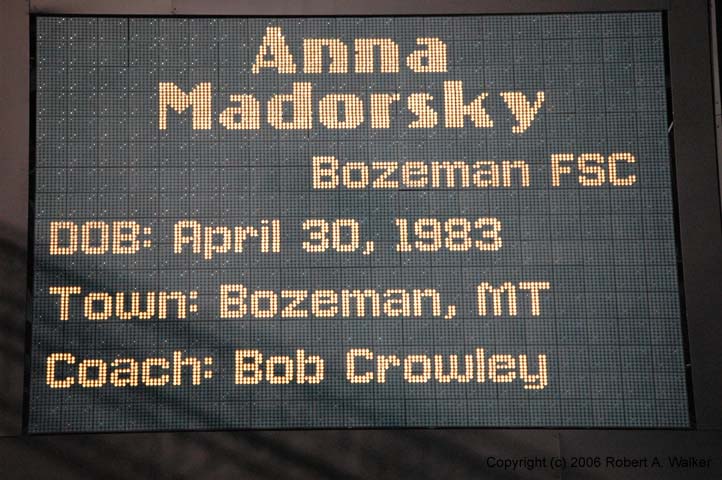 Anna
Madorsky
Bozeman FSC
DOB: April 30, 1983
Town: Bozeman, MT
Coach: Bob Crowley
Copyright (c) 2006 Robert A. Walker